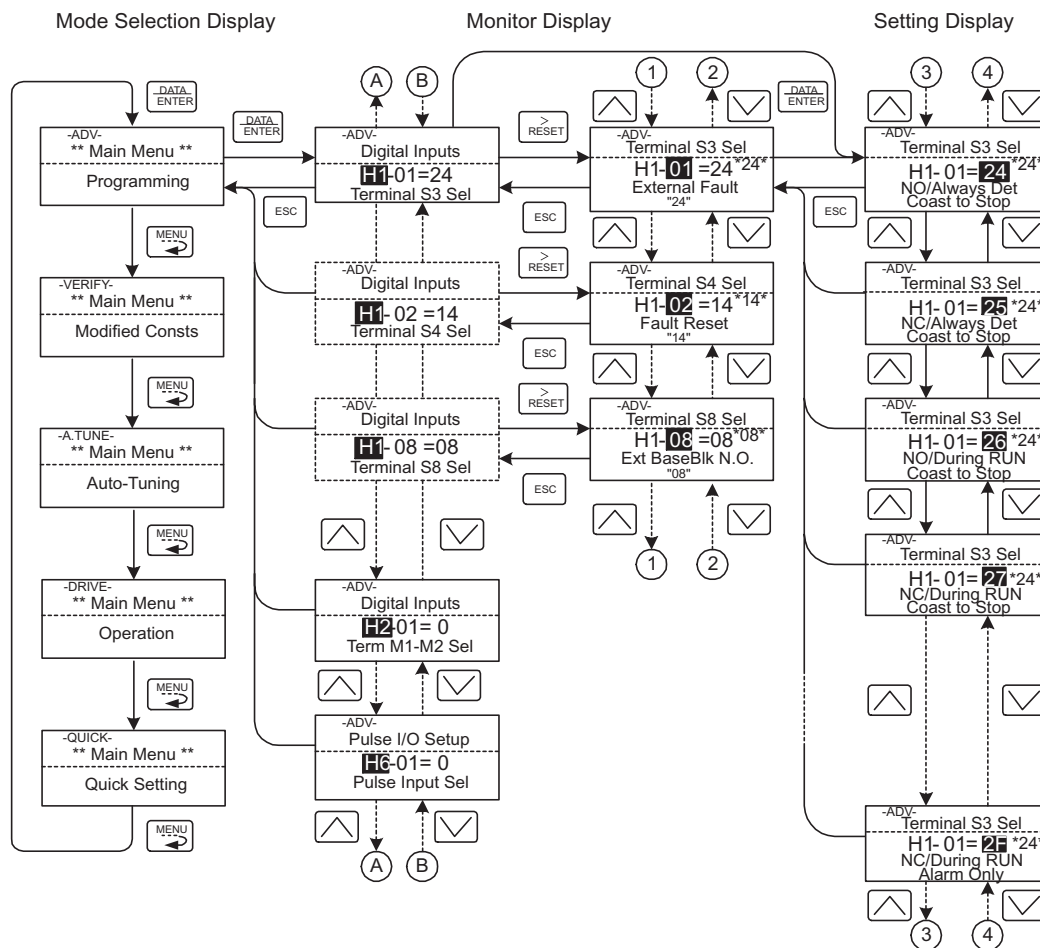 Mode Selection Display
Monitor Display
Setting Display
DATA
ENTER
-ADV-
** Main Menu **
Programming
MENU
-VERIFY-
** Main Menu **
Modified Consts
MENU
-A.TUNE-
** Main Menu **
Auto-Tuning
MENU
-DRIVE-
** Main Menu **
Operation
MENU
-QUICK-
** Main Menu **
Quick Setting
MENU
DATA
ENTER
ESC
A
B
-ADV-
Digital Inputs
H1-01=24
Terminal S3 Sel
-ADV-
Digital Inputs
H1- 02 =14
Terminal S4 Sel
-ADV-
Digital Inputs
H1- 08 =08
Terminal S8 Sel
-ADV-
Digital Inputs
H2-01= 0
Term M1-M2 Sel
-ADV-
Pulse I/O Setup
H6-01= 0
Pulse Input Sel
A
B
>
RESET
ESC
>
RESET
ESC
>
RESET
ESC
1
2
-ADV-
Terminal S3 Sel
H1- 01 =24 *24*
External Fault
"24"
-ADV-
Terminal S4 Sel
H1- 02 =14 *14*
Fault Reset
"14"
-ADV-
Terminal S8 Sel
H1- 08 =08 *08*
Ext BaseBlk N.O.
"08"
1
2
DATA
ENTER
ESC
3
4
-ADV-
Terminal S3 Sel
H1- 01= 24 *24*
NO/Always Det
Coast to Stop
-ADV-
Terminal S3 Sel
H1- 01= 25 *24*
NC/Always Det
Coast to Stop
-ADV-
Terminal S3 Sel
H1- 01= 26 *24*
NO/During RUN
Coast to Stop
-ADV-
Terminal S3 Sel
H1- 01= 27 *24*
NC/During RUN
Coast to Stop
-ADV-
Terminal S3 Sel
H1- 01= 2F *24*
NC/During RUN
Alarm Only
3
4